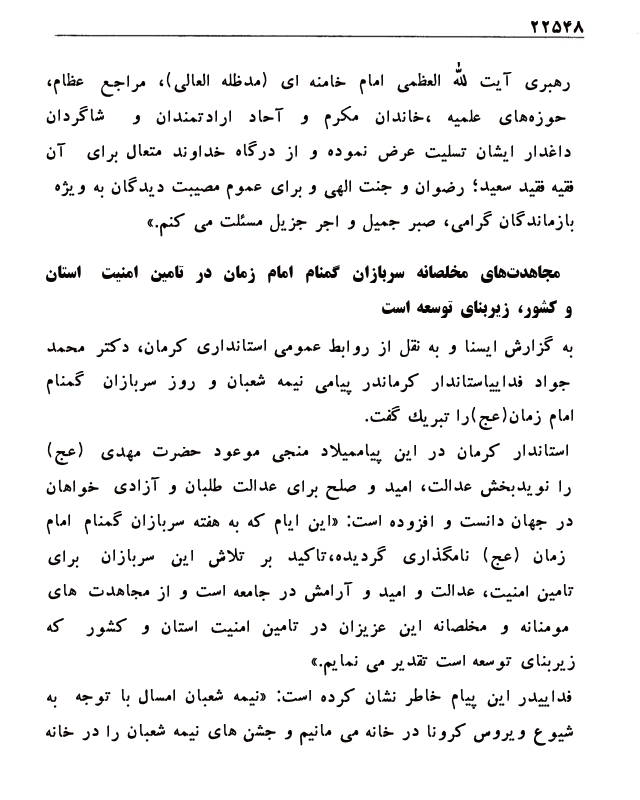 ۲۲۵۴۸
رهبری آیت الله العظمی امام خامنه ای (مدظله العالی)، مراجع عظام،
حوزه‌های علمیه ،خاندان مکرم و آحاد ارادتمندان و شاگردان
داغدار ایشان تسلیت عرض نموده و از درگاه خداوند متعال برای آن
فقیه فقید سعید؛ رضوان و جنت الهی و برای عموم مصیبت دیدگان به ویژه
بازماندگان گرامی، صبر جمیل و اجر جزیل مسئلت می کنم.»
مجاهدت‌های مخلصانه سربازان گمنام امام زمان در تامین امنیت استان
و کشور، زیربنای توسعه است
به گزارش ایسنا و به نقل از روابط عمومی استانداری کرمان، دکتر محمد
جواد فداییاستاندار کرماندر پیامی نیمه شعبان و روز سربازان گمنام
امام زمان(عج)را تبریك گفت.
استاندار کرمان در این پیاممیلاد منجی موعود حضرت مهدی (عج)
را نویدبخش عدالت، امید و صلح برای عدالت طلبان و آزادی خواهان
در جهان دانست و افزوده است: «این ایام که به هفته سربازان گمنام امام
زمان (عج) نامگذاری گردیده،تاکید بر تلاش این سربازان برای
تامین امنیت، عدالت و امید و آرامش در جامعه است و از مجاهدت های
مومنانه و مخلصانه این عزیزان در تامین امنیت استان و کشور که
زیربنای توسعه است تقدیر می نمایم.»
فداییدر این پیام خاطر نشان کرده است: «نیمه شعبان امسال با توجه به
شیوع ویروس کرونا در خانه می مانیم و جشن های نیمه شعبان را در خانه